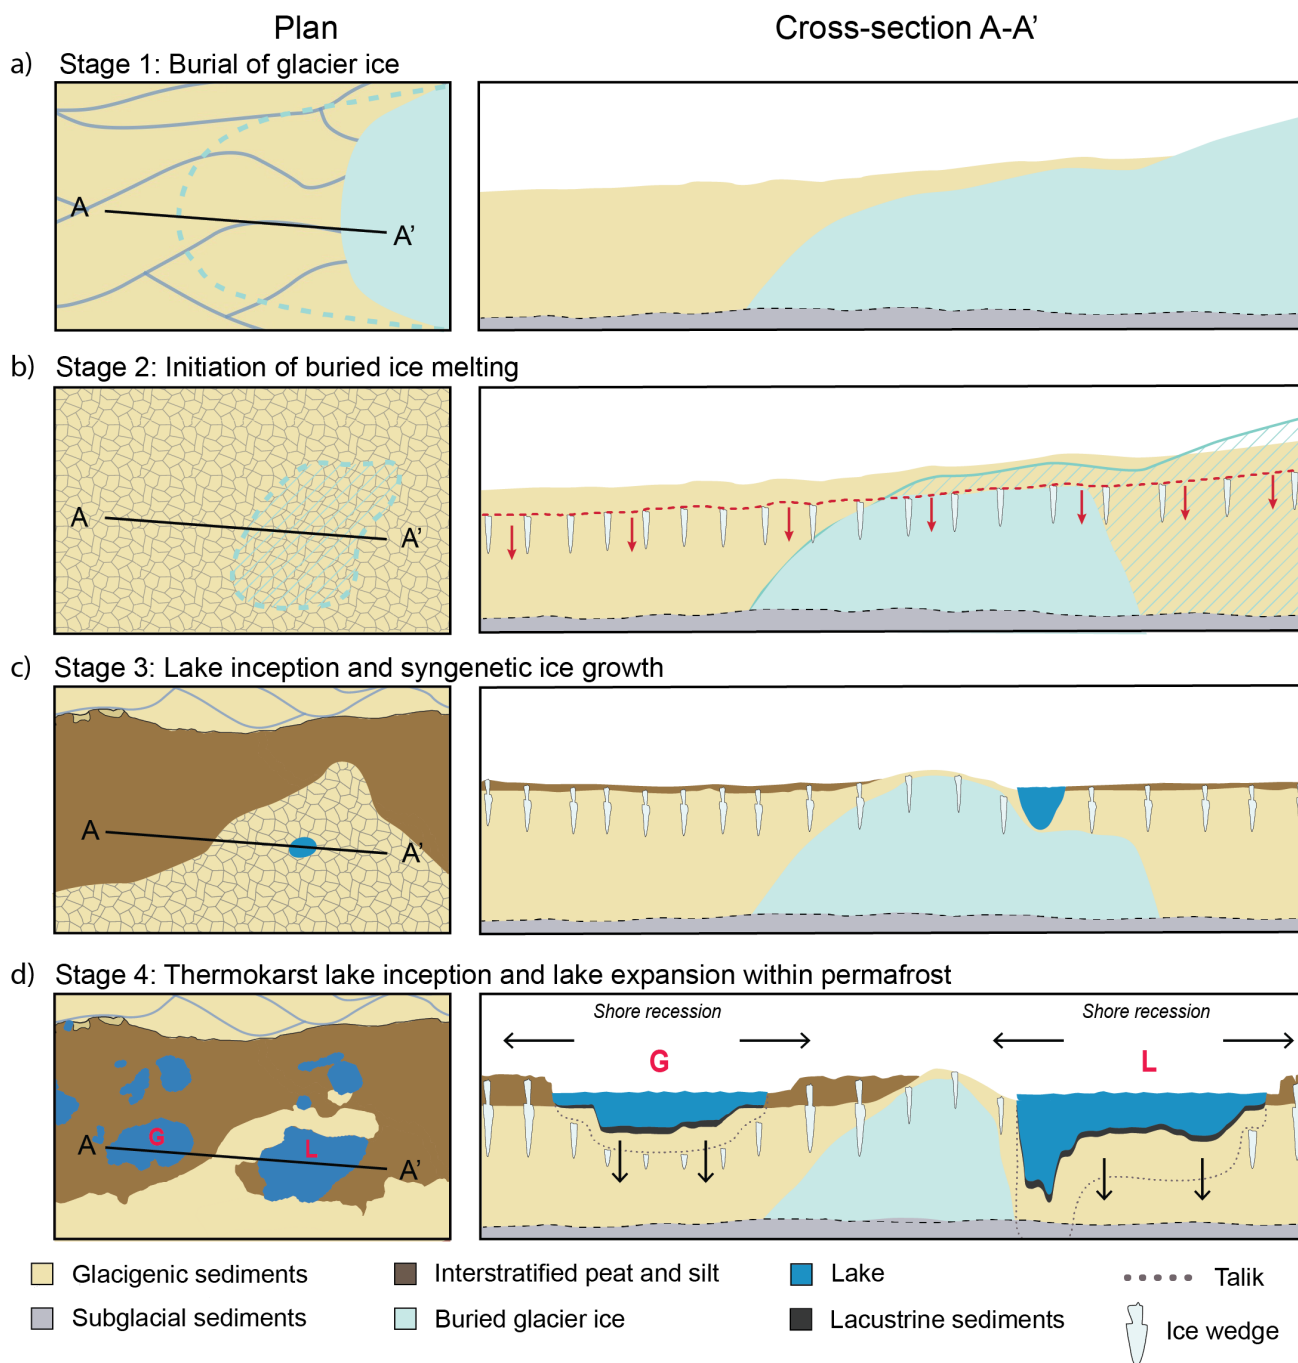 Plan
Cross-section A-A’
a) Stage 1: Burial of glacier ice
A
A’
b) Stage 2: Initiation of buried ice melting
A
A’
c) Stage 3: Lake inception and syngenetic ice growth
A
A’
d) Stage 4: Thermokarst lake inception and lake expansion within permafrost
G
L
A
A’
Shore recession
Shore recession
G
L
Glacigenic sediments
Interstratified peat and silt
Lake
Talik
Subglacial sediments
Buried glacier ice
Lacustrine sediments
Ice wedge